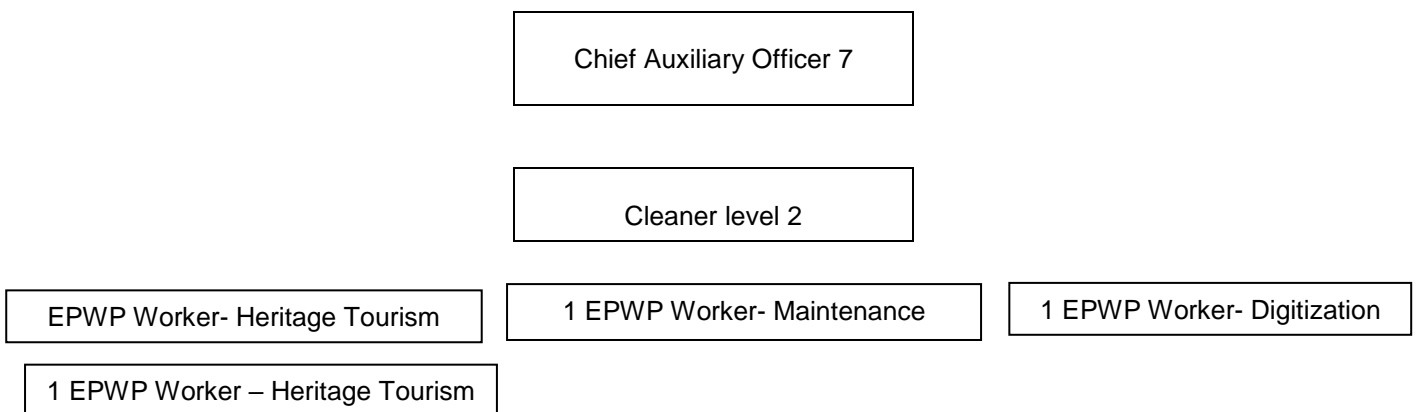 Chief Auxiliary Officer 7
Cleaner level 2
EPWP Worker- Heritage Tourism
1 EPWP Worker- Maintenance
1 EPWP Worker- Digitization
1 EPWP Worker – Heritage Tourism